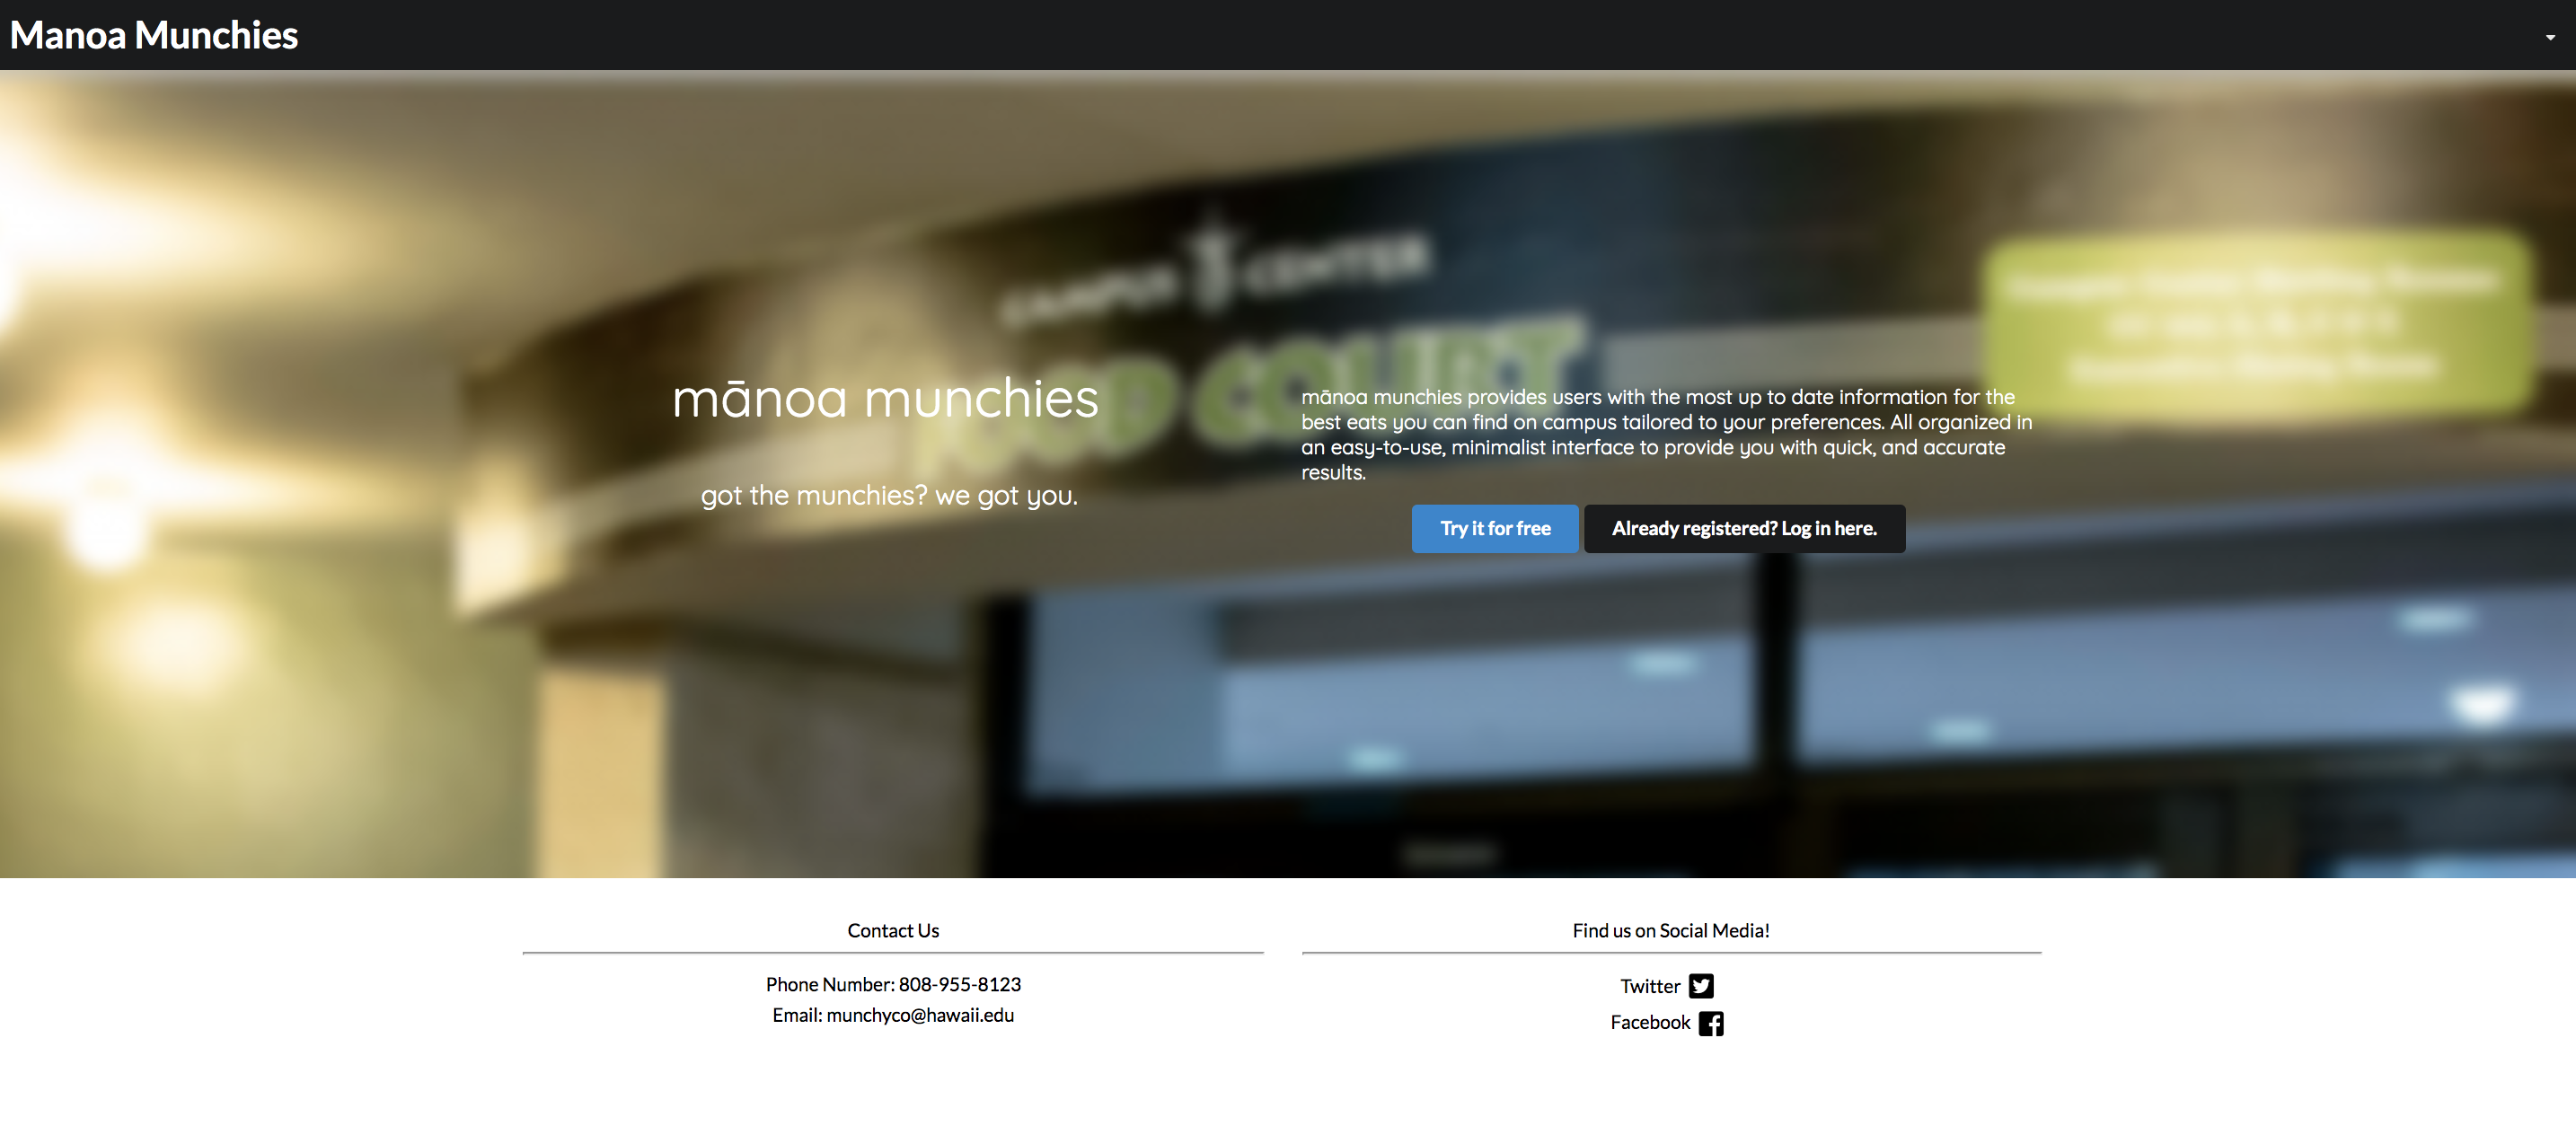 Manoa Munchies
CAMPUS CENTER
FOOD COURT
mānoa munchies
got the munchies? we got you.
mānoa munchies provides users with the most up to date information for the
best eats you can find on campus tailored to your preferences. All organized in
an easy-to-use, minimalist interface to provide you with quick, and accurate
results.
Try it for free
Already registered? Log in here.
Contact Us
Phone Number: 808-955-8123
Email: munchyco@hawaii.edu
Find us on Social Media!
Twitter
Facebook